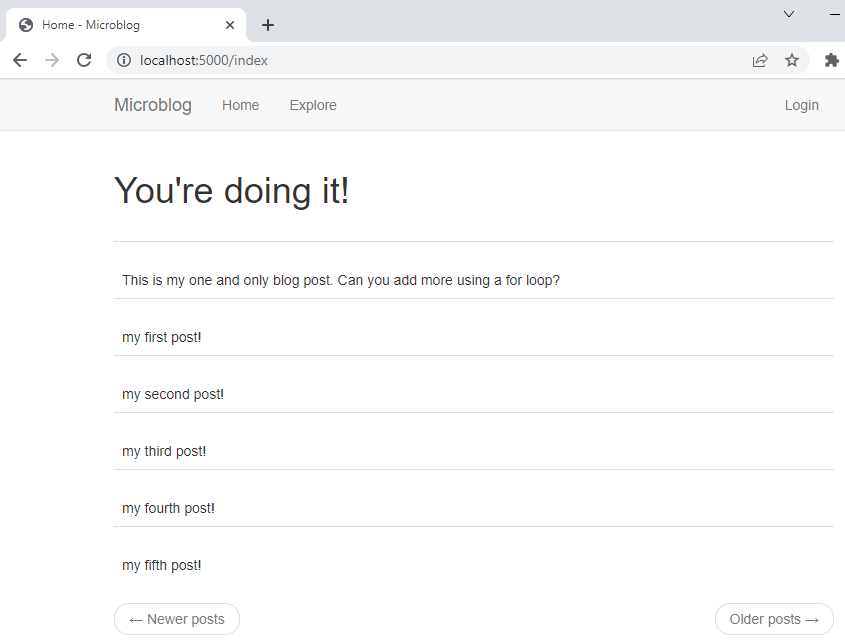 Home - Microblog
localhost:5000/index
Microblog Home Explore Login
You're doing it!
This is my one and only blog post. Can you add more using a for loop?
my first post!
my second post!
my third post!
my fourth post!
my fifth post!
← Newer posts Older posts →